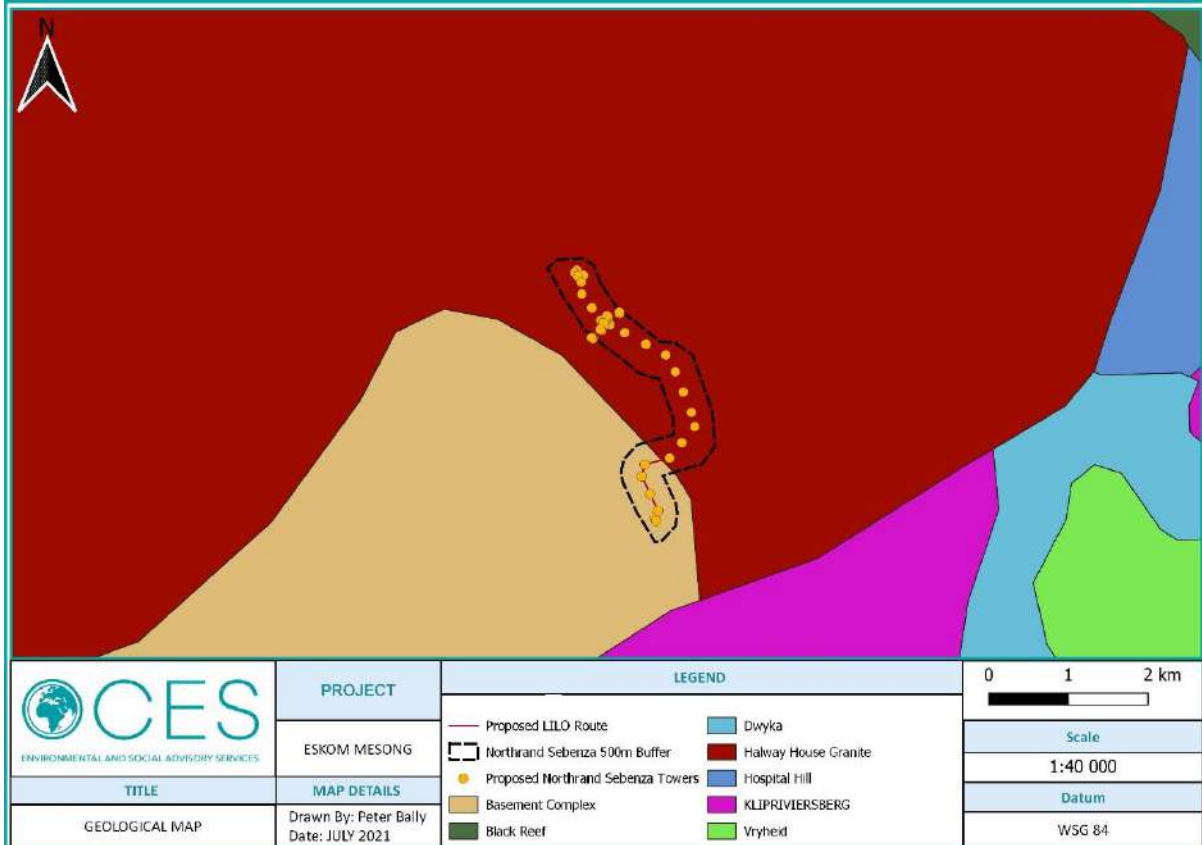 N
CES
ENVIRONMENTAL AND SOCIAL ADVISORY SERVICES
TITLE
GEOLOGICAL MAP
PROJECT
ESKOM MESONG
MAP DETAILS
Drawn By: Peter Bally
Date: JULY 2021
LEGEND
Proposed LILO Route
Northrand Sebenza 500m Buffer
Proposed Northrand Sebenza Towers
Basement Complex
Black Reef
Dwyka
Halway House Granite
Hospital Hill
KLIPRIVIERSBERG
Vryheid
0 1 2 km
Scale
1:40 000
Datum
WSG 84